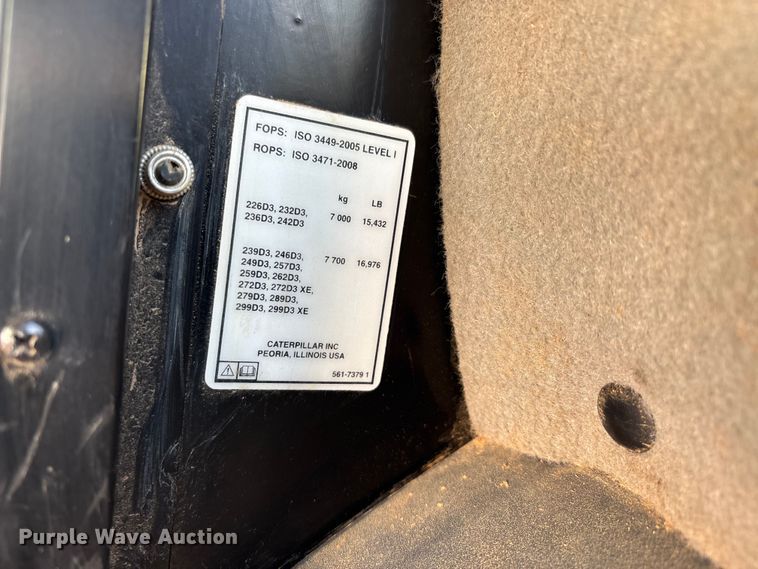 FOPS: ISO 3449-2005 LEVEL I
ROPS: ISO 3471-2008
kg LB
226D3, 232D3,
236D3, 242D3 7 000 15,432
239D3, 246D3, 7 700 16,976
249D3, 257D3,
259D3, 262D3,
272D3, 272D3 XE,
279D3, 289D3,
299D3, 299D3 XE
CATERPILLAR INC
PEORIA, ILLINOIS USA
561-7379 1
Purple Wave Auction